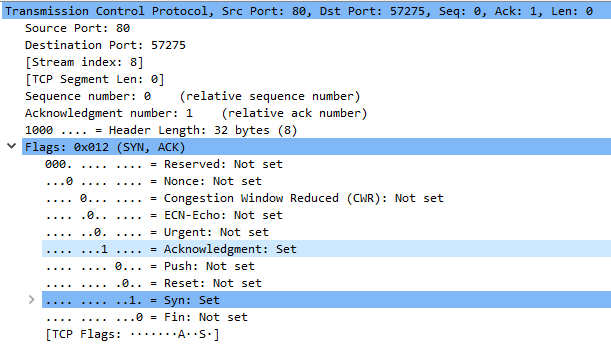 Transmission Control Protocol, Src Port: 80, Dst Port: 57275, Seq: 0, Ack: 1, Len: 0
Source Port: 80
Destination Port: 57275
[Stream index: 8]
[TCP Segment Len: 0]
Sequence number: 0    (relative sequence number)
Acknowledgment number: 1    (relative ack number)
1000 .... = Header Length: 32 bytes (8)
Flags: 0x012 (SYN, ACK)
000. .... .... = Reserved: Not set
...0 .... .... = Nonce: Not set
.... 0... .... = Congestion Window Reduced (CWR): Not set
.... .0.. .... = ECN-Echo: Not set
.... ..0. .... = Urgent: Not set
.... ...1 .... = Acknowledgment: Set
.... .... 0... = Push: Not set
.... .... .0.. = Reset: Not set
.... .... ..1. = Syn: Set
.... .... ...0 = Fin: Not set
[TCP Flags: ·······A··S·]